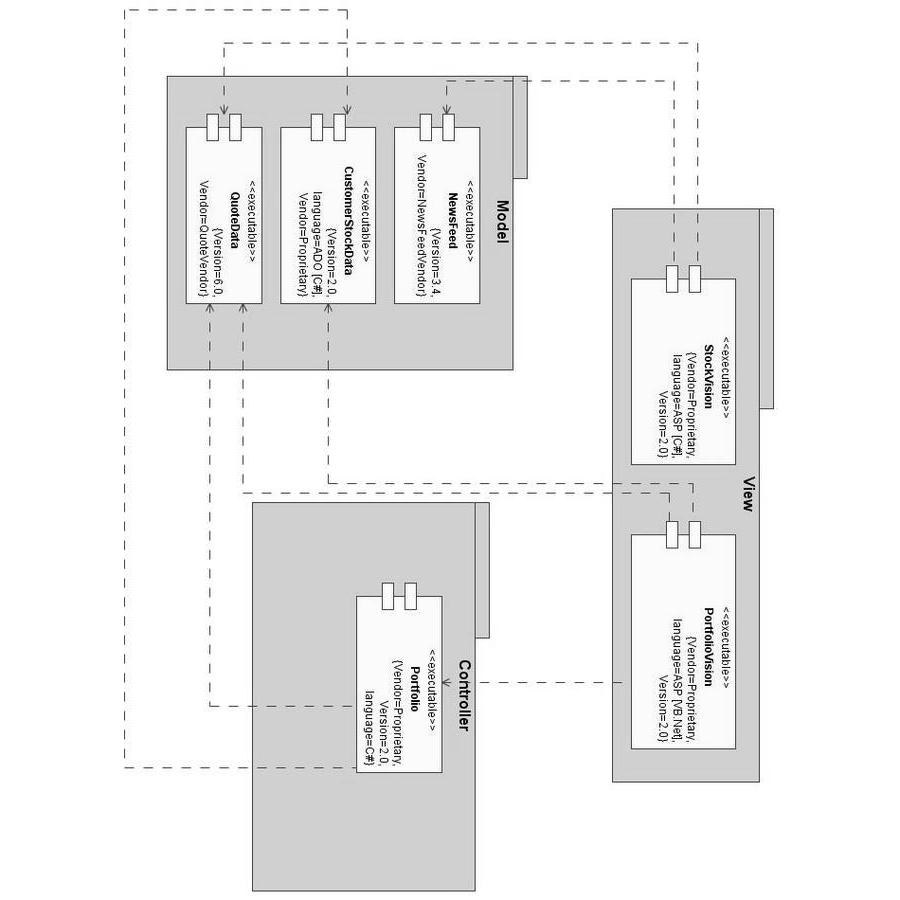 View
<<executable>>
StockVision
{Vendor=Proprietary,
language=ASP [C#],
Version=2.0}
<<executable>>
PortfolioVision
{Vendor=Proprietary,
language=ASP [VB.Net],
Version=2.0}
Model
<<executable>>
NewsFeed
{Version=3.4,
Vendor=NewsFeedVendor}
<<executable>>
CustomerStockData
{Version=2.0,
language=ADO [C#],
Vendor=Proprietary}
<<executable>>
QuoteData
{Version=6.0,
Vendor=QuoteVendor}
Controller
<<executable>>
Portfolio
{Vendor=Proprietary,
Version=2.0,
language=C#}